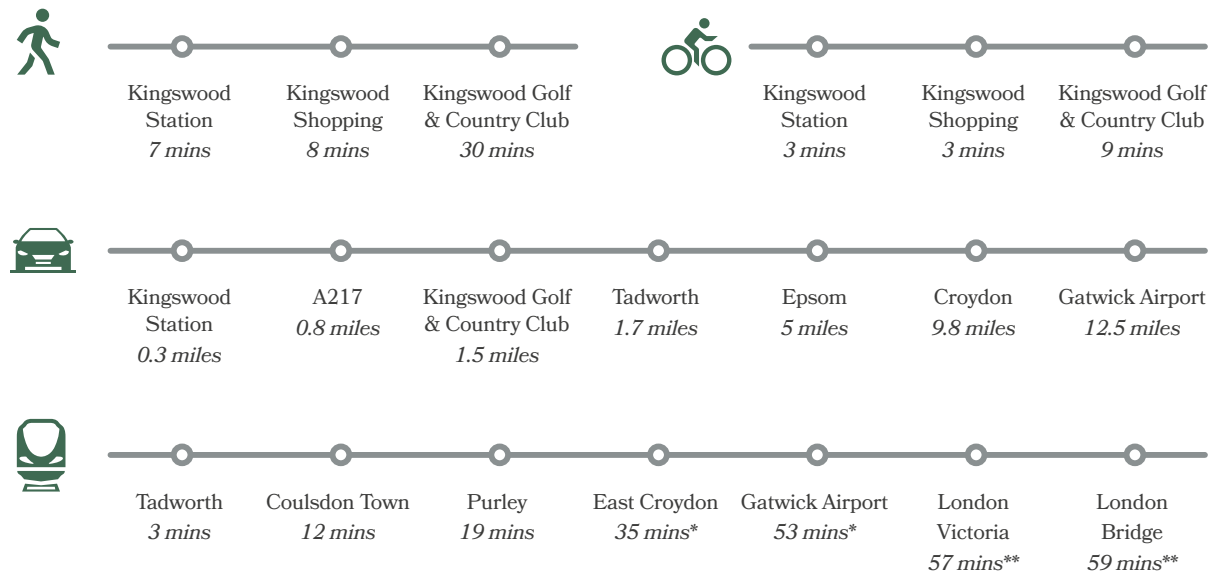 Kingswood
Station
7 mins
Kingswood
Shopping
8 mins
Kingswood Golf
& Country Club
30 mins
Kingswood
Station
3 mins
Kingswood
Shopping
3 mins
Kingswood Golf
& Country Club
9 mins
Kingswood
Station
0.3 miles
A217
0.8 miles
Kingswood Golf
& Country Club
1.5 miles
Tadworth
1.7 miles
Epsom
5 miles
Croydon
9.8 miles
Gatwick Airport
12.5 miles
Tadworth
3 mins
Coulsdon Town
12 mins
Purley
19 mins
East Croydon
35 mins*
Gatwick Airport
53 mins*
London
Victoria
57 mins**
London
Bridge
59 mins**